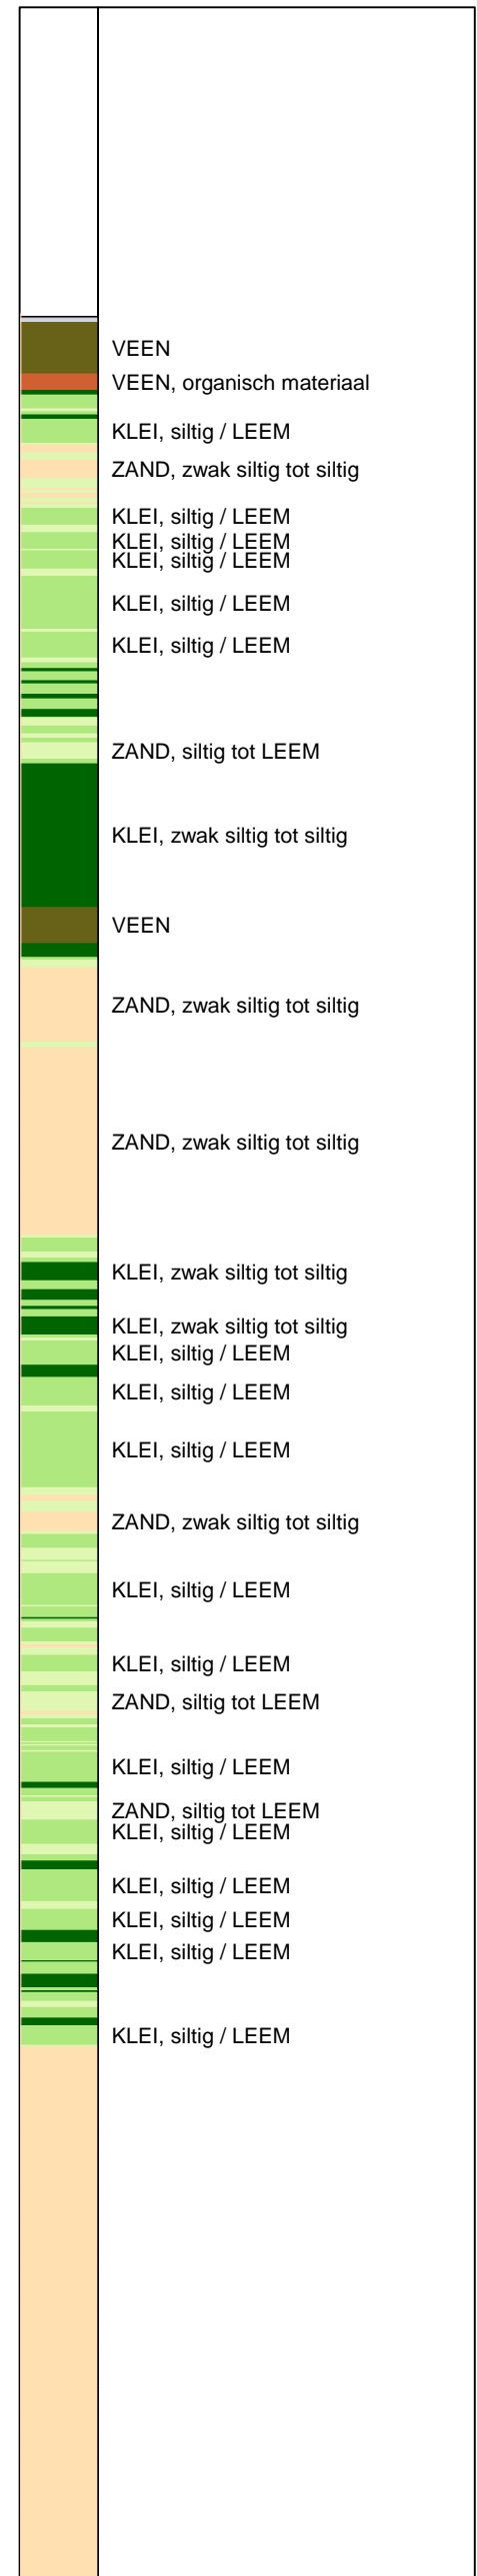 VEEN
VEEN, organisch materiaal
KLEI, siltig / LEEM
ZAND, zwak siltig tot siltig
KLEI, siltig / LEEM
KLEI, siltig / LEEM
KLEI, siltig / LEEM
KLEI, siltig / LEEM
KLEI, siltig / LEEM
ZAND, siltig tot LEEM
KLEI, zwak siltig tot siltig
VEEN
ZAND, zwak siltig tot siltig
ZAND, zwak siltig tot siltig
KLEI, zwak siltig tot siltig
KLEI, zwak siltig tot siltig
KLEI, siltig / LEEM
KLEI, siltig / LEEM
KLEI, siltig / LEEM
ZAND, zwak siltig tot siltig
KLEI, siltig / LEEM
KLEI, siltig / LEEM
ZAND, siltig tot LEEM
KLEI, siltig / LEEM
ZAND, siltig tot LEEM
KLEI, siltig / LEEM
KLEI, siltig / LEEM
KLEI, siltig / LEEM
KLEI, siltig / LEEM
KLEI, siltig / LEEM